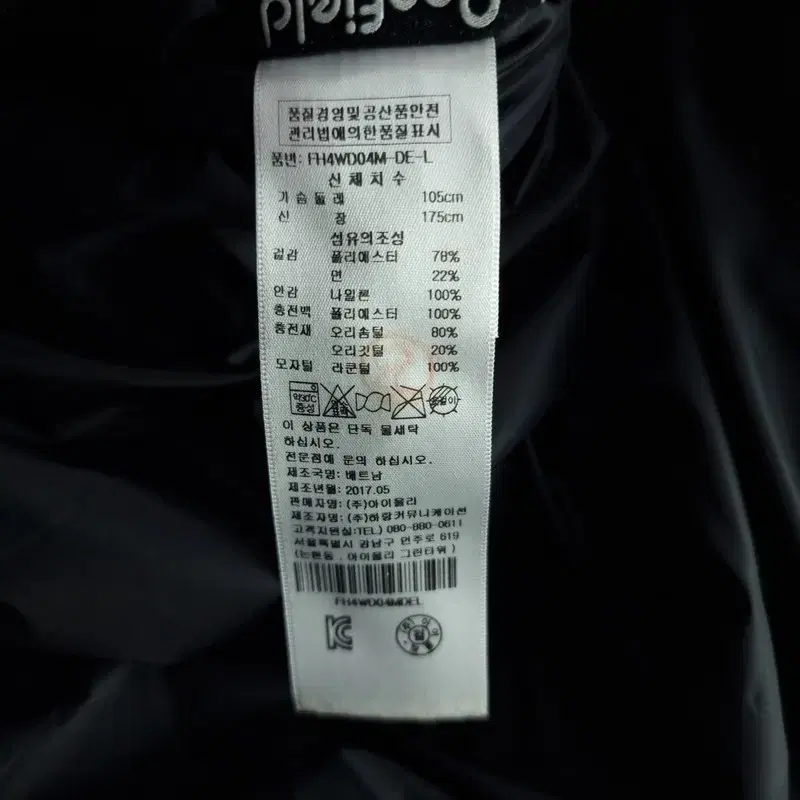 품질경영및공산품안전
관리법에의한품질표시
품번: FH4WD04M-DE-L
신체치수
가슴둘레 105cm
신 장 175cm
섬유의조성
겉감 폴리에스터 78%
면 22%
안감 나일론 100%
충전백 폴리에스터 100%
충전재 오리솜털 80%
오리깃털 20%
모자털 라쿤털 100%
약30℃
중성
이 상품은 단독 물세탁
하십시오.
전문점에 문의 하십시오.
제조국명: 베트남
제조년월: 2017.05
판매자명: (주)아이올리
제조자명: (주)하랑커뮤니케이션
고객지원실:TEL) 080-880-0611
서울특별시 강남구 언주로 619
(논현동, 아이올리 그린타워)
FH4WD04MDEL